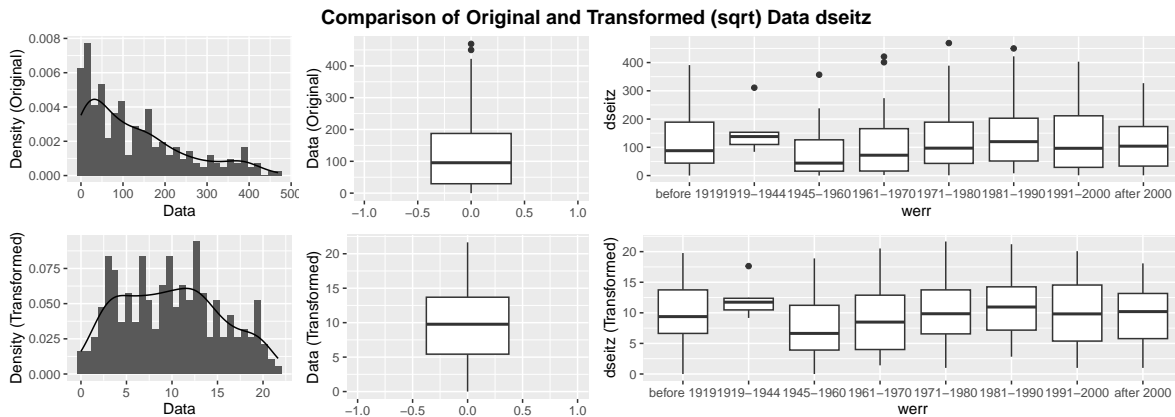 Comparison of Original and Transformed (sqrt) Data dseitz
Density (Original)
0.008
0.006
0.004
0.002
0.000
0 100 200 300 400 500
Data
Data (Original)
400
300
200
100
0
−1.0 −0.5 0.0 0.5 1.0
dseitz
400
300
200
100
0
before 1919 1919−1944 1945−1960 1961−1970 1971−1980 1981−1990 1991−2000 after 2000
werr
Density (Transformed)
0.075
0.050
0.025
0.000
0 5 10 15 20
Data
Data (Transformed)
20
15
10
5
0
−1.0 −0.5 0.0 0.5 1.0
dseitz (Transformed)
20
15
10
5
0
before 1919 1919−1944 1945−1960 1961−1970 1971−1980 1981−1990 1991−2000 after 2000
werr